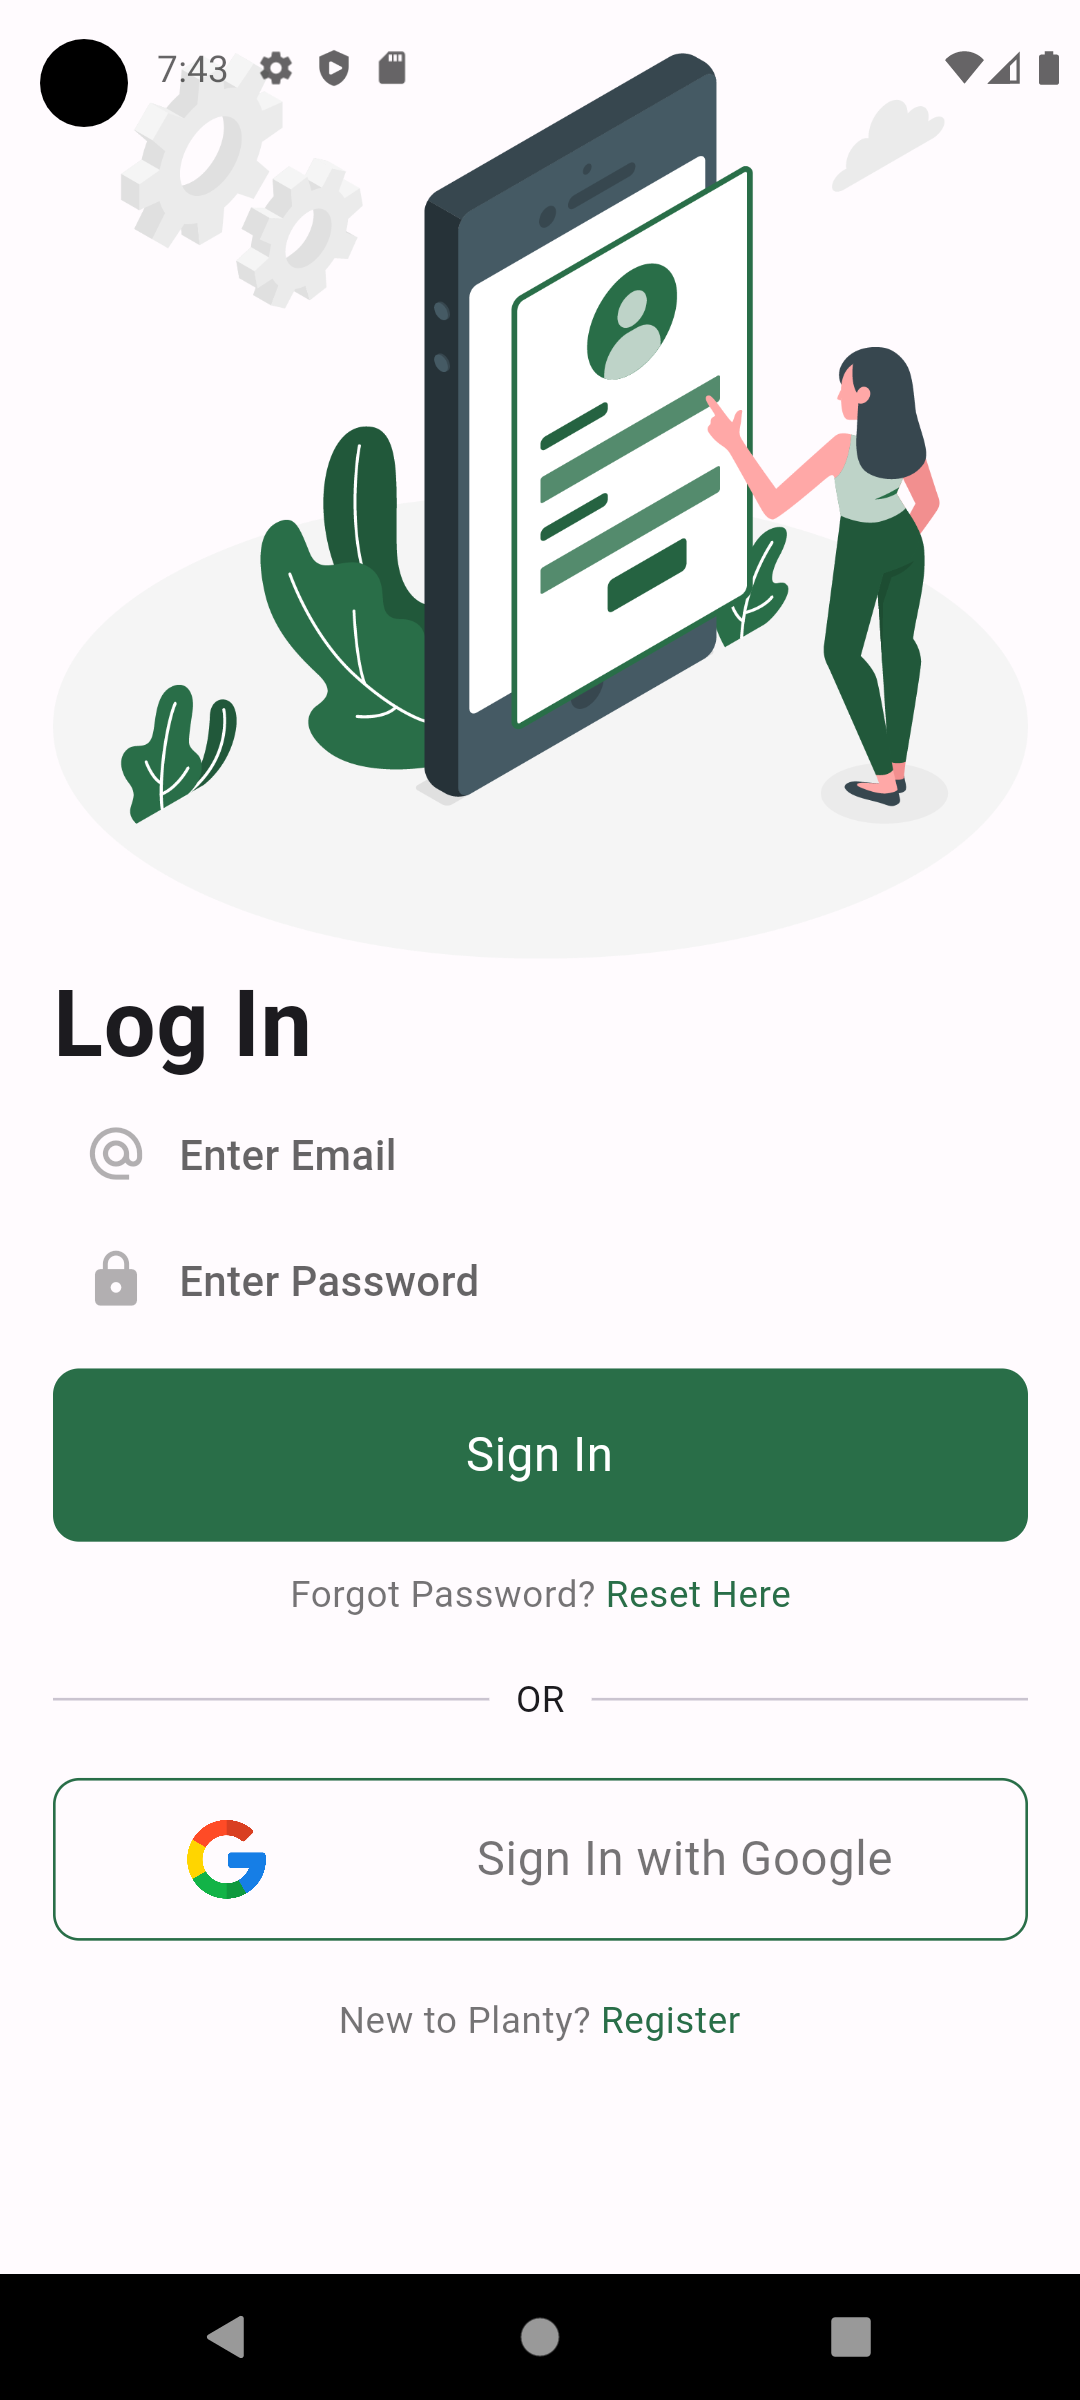 7:43
Log In
Enter Email
Enter Password
Sign In
Forgot Password? Reset Here
OR
Sign In with Google
New to Planty? Register